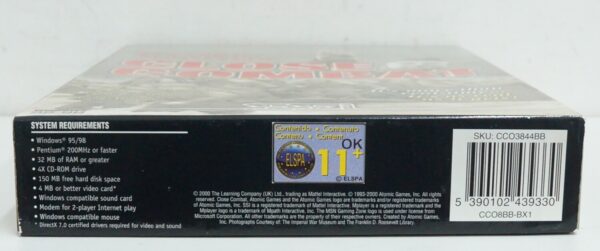 CLOSE
COMBAT
SYSTEM REQUIREMENTS
• Windows® 95/98
• Pentium® 200MHz or faster
• 32 MB of RAM or greater
• 4X CD-ROM drive
• 150 MB free hard disk space
• 4 MB or better video card*
• Windows compatible sound card
• Modem for 2-player Internet play
• Windows compatible mouse
* DirectX 7.0 certified drivers required for video and sound
Contenido • Contenuto
Contenu • Content
ELSPA
OK
11+
© ELSPA
© 2000 The Learning Company (UK) Ltd., trading as Mattel Interactive. © 1993-2000 Atomic Games, Inc. All rights
reserved. Close Combat, Atomic Games and the Atomic Games logo are trademarks and/or registered trademarks
of Atomic Games, Inc. SSI is a registered trademark of Mattel Interactive. Mplayer is a registered trademark and the
Mplayer logo is a trademark of Mpath Interactive, Inc. The MSN Gaming Zone logo is used under license from
Microsoft Corporation. All other trademarks are the property of their respective owners. Created by Atomic Games,
Inc. Photographs Courtesy of: The Imperial War Museum and The Franklin D. Roosevelt Library.
SKU: CCO3844BB
5 390102 439330
CCO8BB-BX1